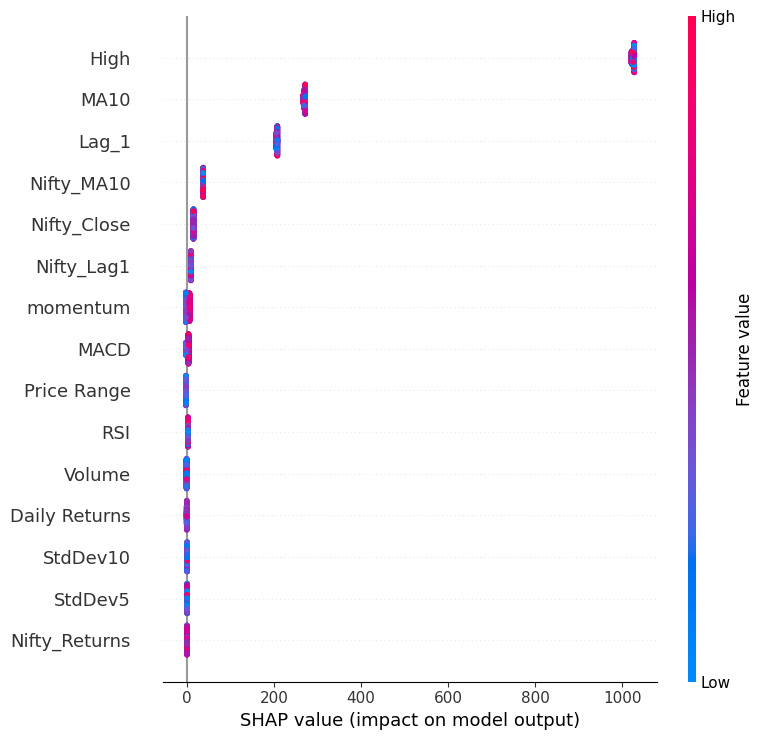 High
High
MA10
Lag_1
Nifty_MA10
Nifty_Close
Nifty_Lag1
momentum
MACD
Price Range
RSI
Volume
Daily Returns
StdDev10
StdDev5
Nifty_Returns
Feature value
Low
0 200 400 600 800 1000
SHAP value (impact on model output)